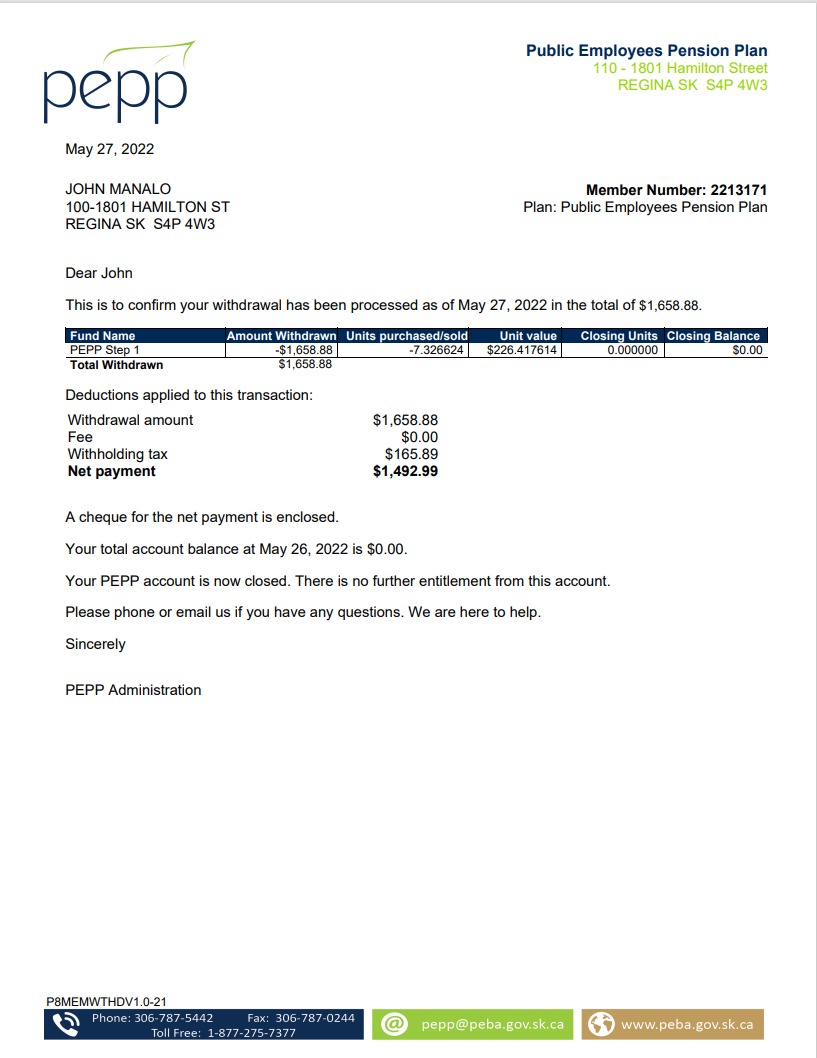 pepp
Public Employees Pension Plan
110 - 1801 Hamilton Street
REGINA SK  S4P 4W3
May 27, 2022
JOHN MANALO
100-1801 HAMILTON ST
REGINA SK  S4P 4W3
Member Number: 2213171
Plan: Public Employees Pension Plan
Dear John
This is to confirm your withdrawal has been processed as of May 27, 2022 in the total of $1,658.88.
Fund Name Amount Withdrawn Units purchased/sold Unit value Closing Units Closing Balance
PEPP Step 1 -$1,658.88 -7.326624 $226.417614 0.000000 $0.00
Total Withdrawn $1,658.88
Deductions applied to this transaction:
Withdrawal amount $1,658.88
Fee $0.00
Withholding tax $165.89
Net payment $1,492.99
A cheque for the net payment is enclosed.
Your total account balance at May 26, 2022 is $0.00.
Your PEPP account is now closed. There is no further entitlement from this account.
Please phone or email us if you have any questions. We are here to help.
Sincerely
PEPP Administration
P8MEMWTHDV1.0-21
Phone: 306-787-5442 Fax: 306-787-0244
Toll Free: 1-877-275-7377
@ pepp@peba.gov.sk.ca
www.peba.gov.sk.ca